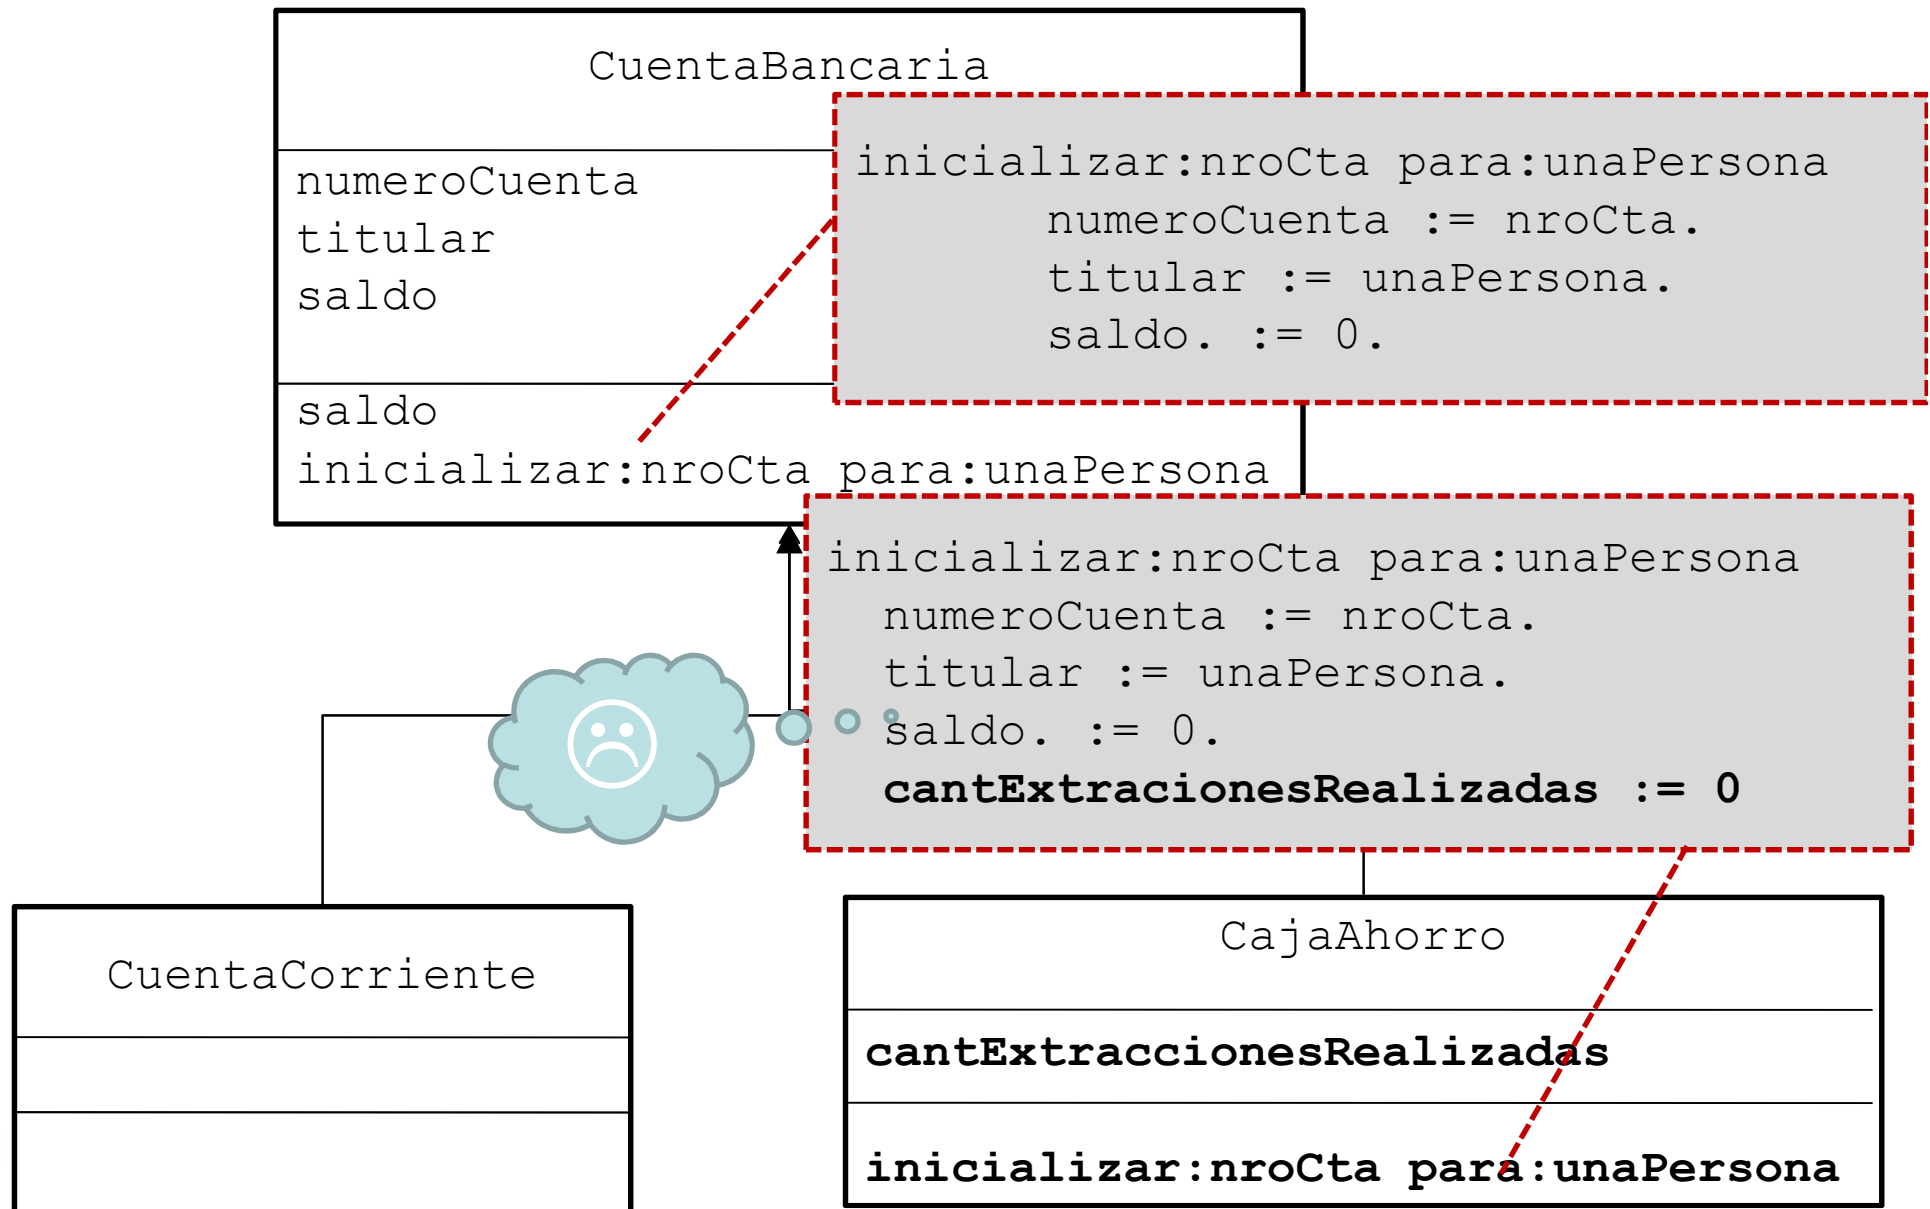 CuentaBancaria
numeroCuenta
titular
saldo
saldo
inicializar:nroCta para:unaPersona
inicializar:nroCta para:unaPersona
numeroCuenta := nroCta.
titular := unaPersona.
saldo. := 0.
inicializar:nroCta para:unaPersona
numeroCuenta := nroCta.
titular := unaPersona.
saldo. := 0.
cantExtracionesRealizadas := 0
CuentaCorriente
CajaAhorro
cantExtraccionesRealizadas
inicializar:nroCta para:unaPersona